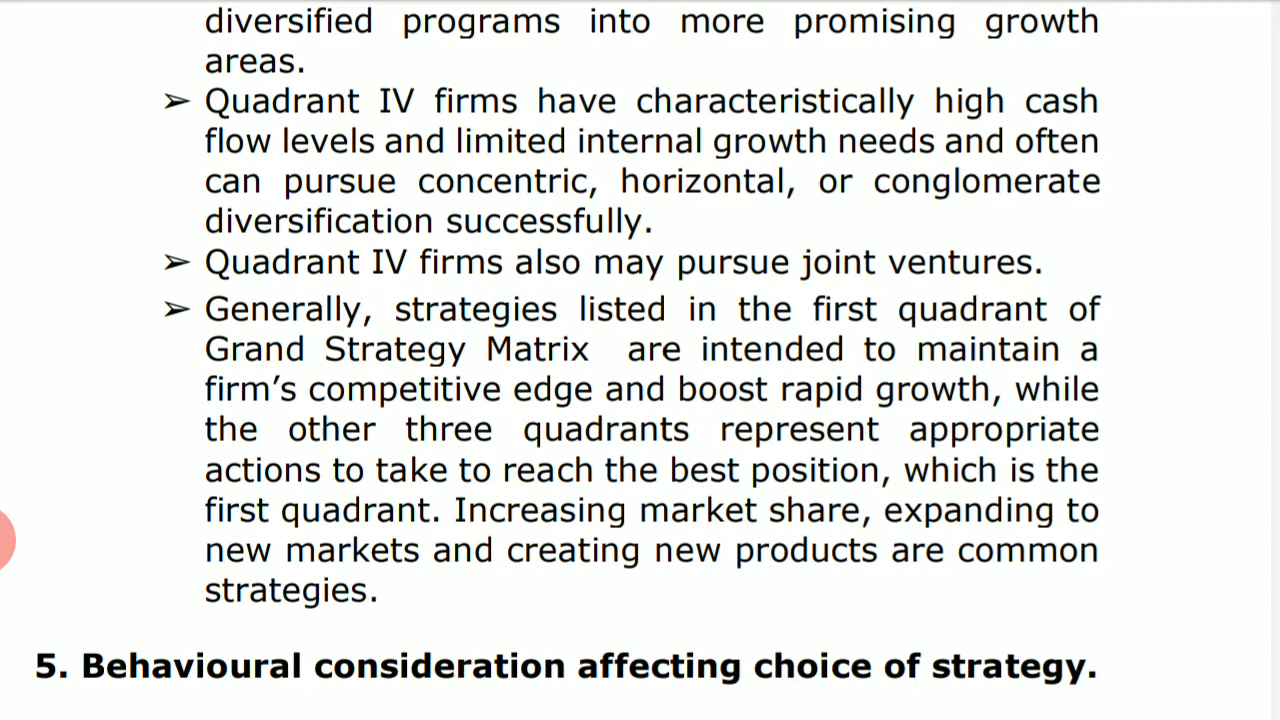 diversified programs into more promising growth
areas.
➢ Quadrant IV firms have characteristically high cash
flow levels and limited internal growth needs and often
can pursue concentric, horizontal, or conglomerate
diversification successfully.
➢ Quadrant IV firms also may pursue joint ventures.
➢ Generally, strategies listed in the first quadrant of
Grand Strategy Matrix are intended to maintain a
firm’s competitive edge and boost rapid growth, while
the other three quadrants represent appropriate
actions to take to reach the best position, which is the
first quadrant. Increasing market share, expanding to
new markets and creating new products are common
strategies.
5. Behavioural consideration affecting choice of strategy.